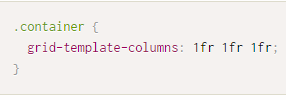 .container {
  grid-template-columns: 1fr 1fr 1fr;
}